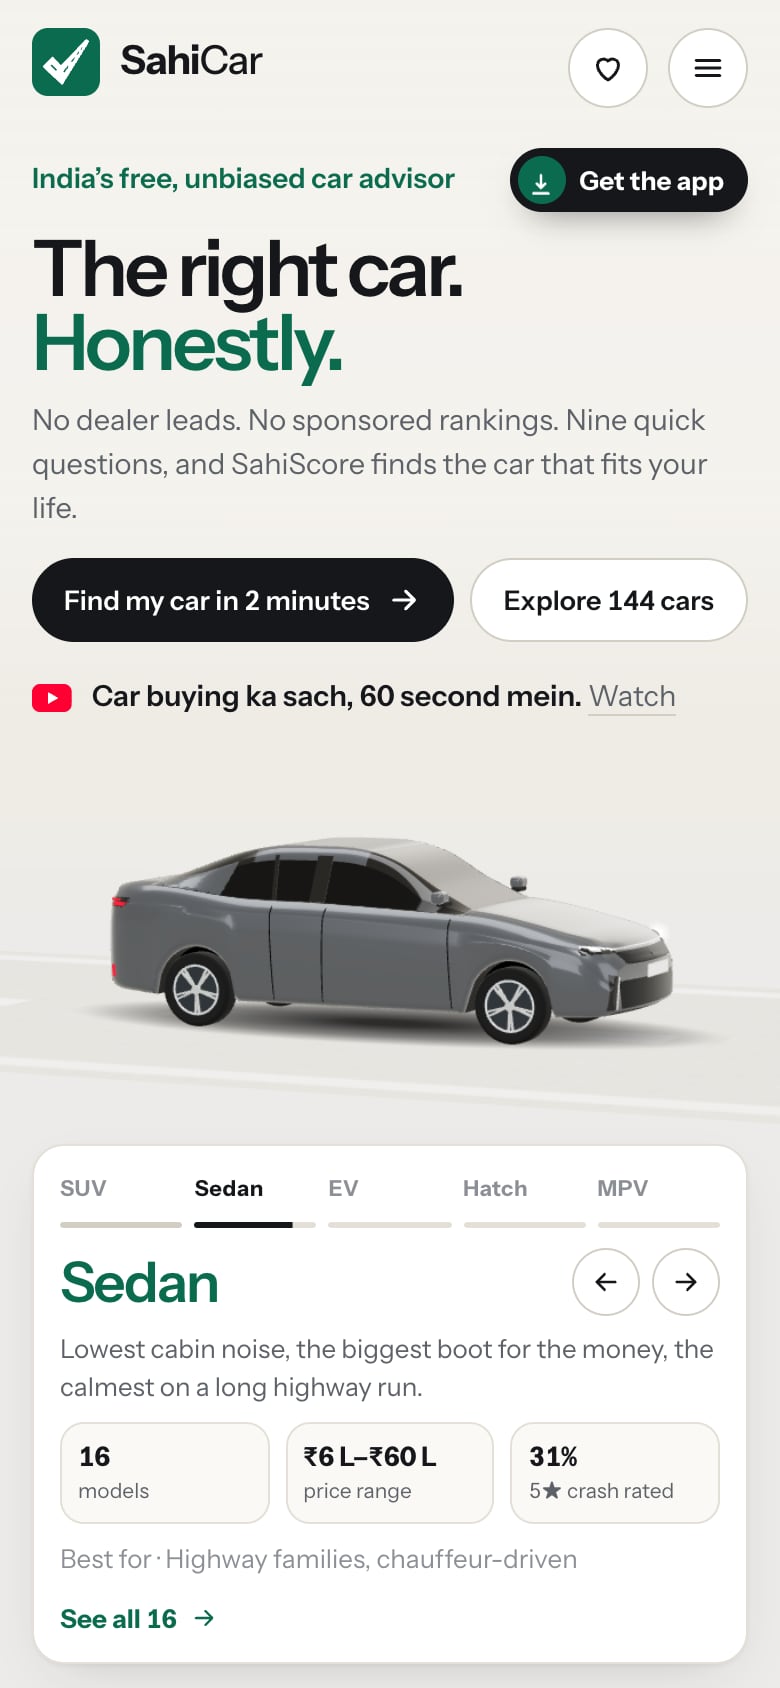 SahiCar
India’s free, unbiased car advisor
Get the app
The right car.
Honestly.
No dealer leads. No sponsored rankings. Nine quick
questions, and SahiScore finds the car that fits your
life.
Find my car in 2 minutes →
Explore 144 cars
Car buying ka sach, 60 second mein. Watch
SUV Sedan EV Hatch MPV
Sedan
Lowest cabin noise, the biggest boot for the money, the
calmest on a long highway run.
16 ₹6 L–₹60 L 31%
models price range 5★ crash rated
Best for · Highway families, chauffeur-driven
See all 16 →